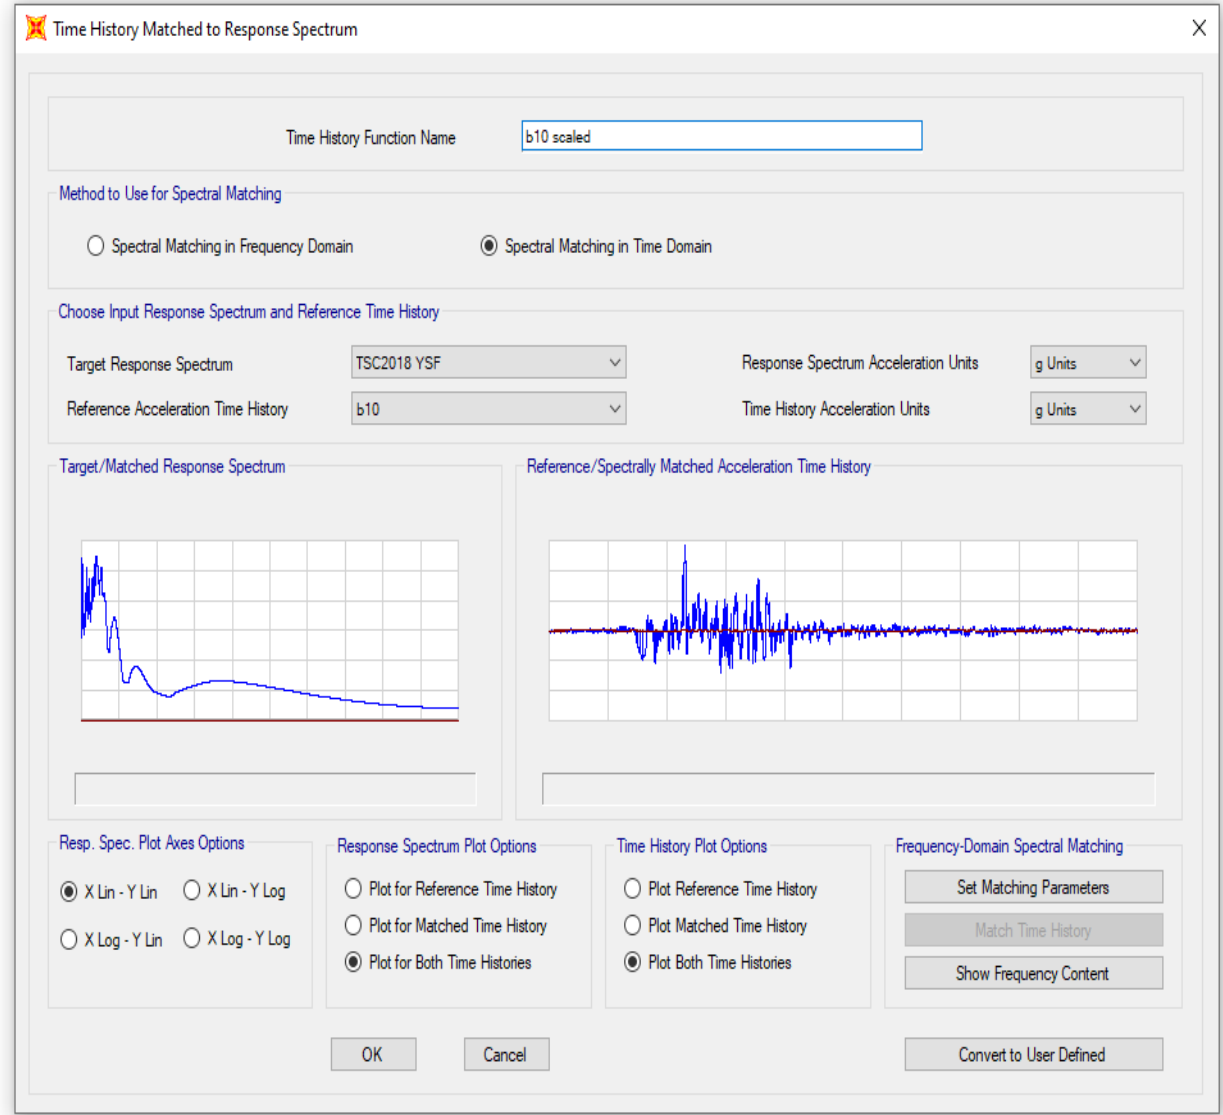 Time History Matched to Response Spectrum
Time History Function Name
b10 scaled
Method to Use for Spectral Matching
Spectral Matching in Frequency Domain
Spectral Matching in Time Domain
Choose Input Response Spectrum and Reference Time History
Target Response Spectrum
TSC2018 YSF
Response Spectrum Acceleration Units
g Units
Reference Acceleration Time History
b10
Time History Acceleration Units
g Units
Target/Matched Response Spectrum
Reference/Spectrally Matched Acceleration Time History
Resp. Spec. Plot Axes Options
X Lin - Y Lin
X Lin - Y Log
X Log - Y Lin
X Log - Y Log
Response Spectrum Plot Options
Plot for Reference Time History
Plot for Matched Time History
Plot for Both Time Histories
Time History Plot Options
Plot Reference Time History
Plot Matched Time History
Plot Both Time Histories
Frequency-Domain Spectral Matching
Set Matching Parameters
Match Time History
Show Frequency Content
OK
Cancel
Convert to User Defined